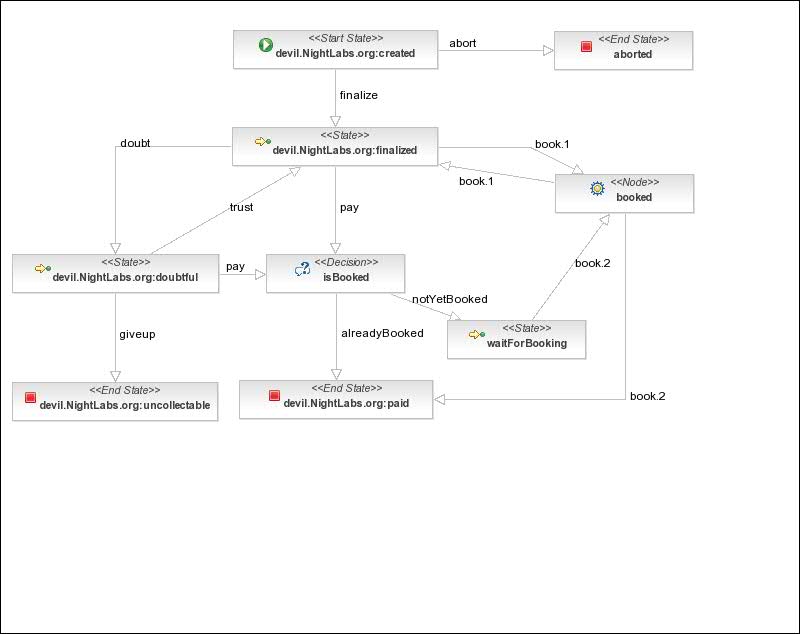 <<Start State>>
devil.NightLabs.org:created
abort
<<End State>>
aborted
finalize
<<State>>
devil.NightLabs.org:finalized
doubt
book.1
book.1
<<Node>>
booked
trust
pay
<<State>>
devil.NightLabs.org:doubtful
pay
<<Decision>>
isBooked
book.2
notYetBooked
giveup
alreadyBooked
<<State>>
waitForBooking
<<End State>>
devil.NightLabs.org:uncollectable
<<End State>>
devil.NightLabs.org:paid
book.2